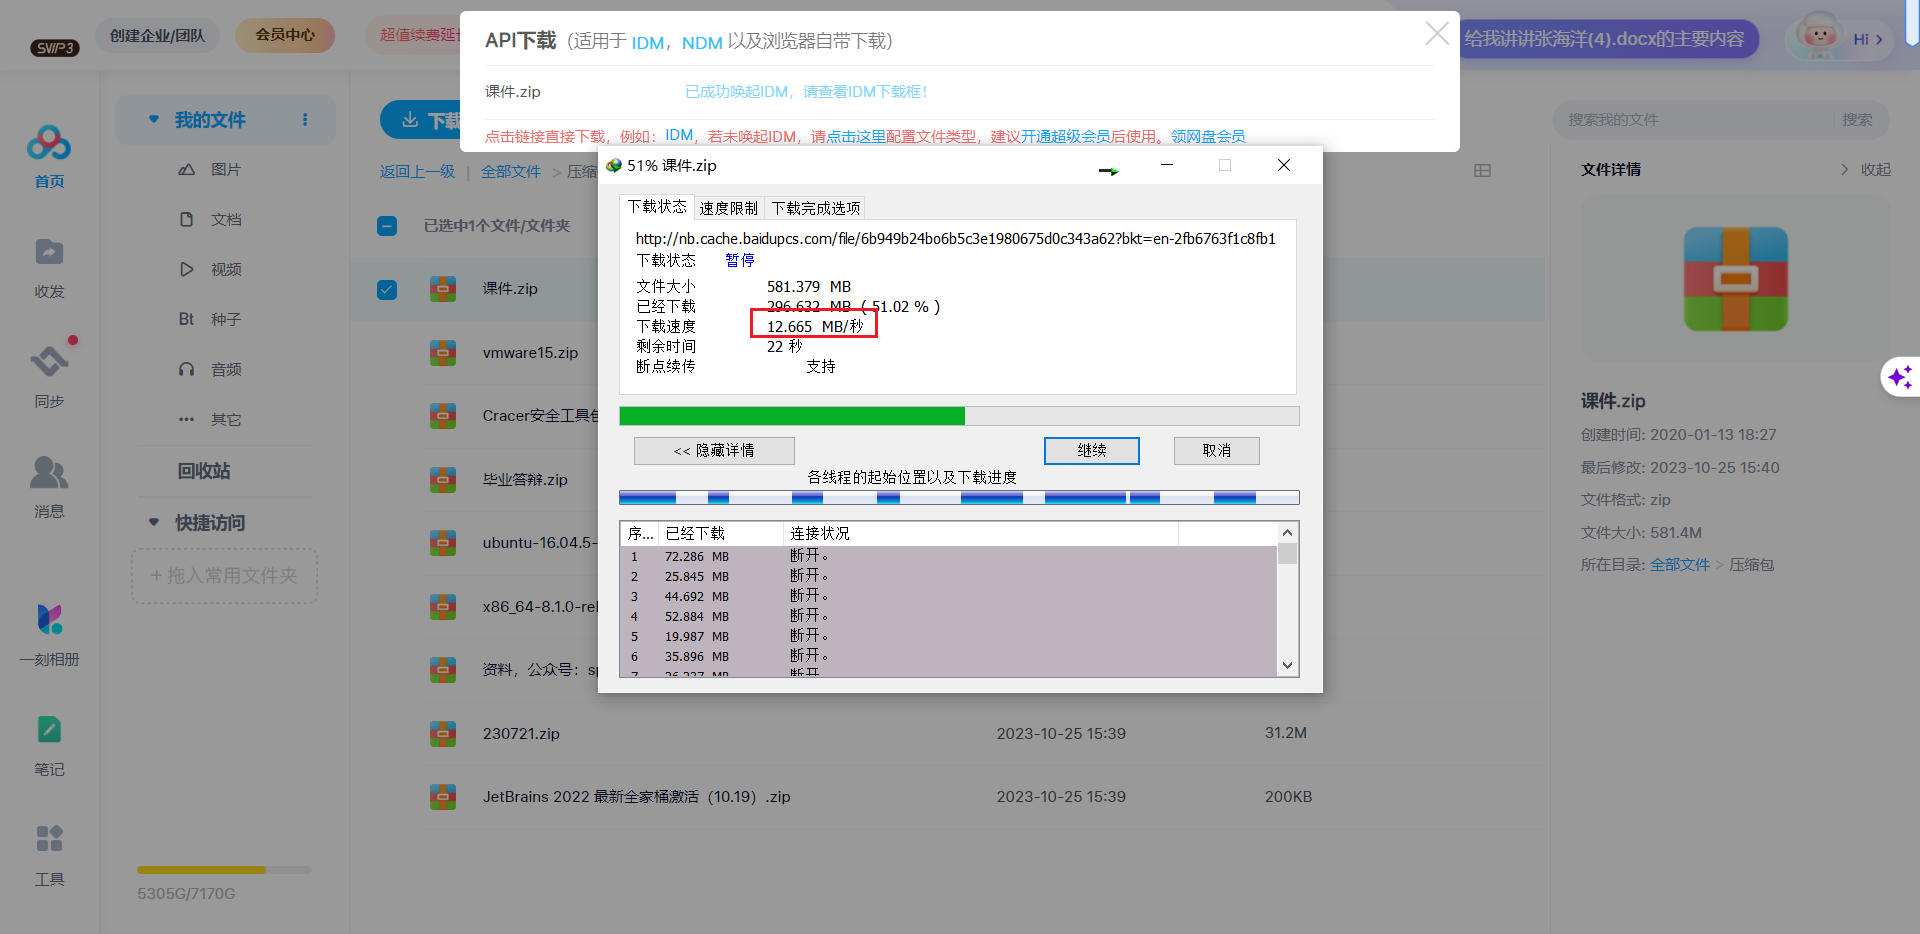 SVIP3
创建企业/团队
会员中心
超值续费延
API下载（适用于 IDM，NDM 以及浏览器自带下载）
课件.zip
已成功唤起IDM，请查看IDM下载框！
点击链接直接下载，例如：IDM，若未唤起IDM，请点击这里配置文件类型，建议开通超级会员后使用。领网盘会员
给我讲讲张海洋(4).docx的主要内容
Hi >
首页
收发
同步
消息
一刻相册
笔记
工具
我的文件
图片
文档
视频
Bt 种子
音频
其它
回收站
快捷访问
+ 拖入常用文件夹
5305G/7170G
下载
返回上一级 | 全部文件 > 压缩
已选中1个文件/文件夹
课件.zip
vmware15.zip
Cracer安全工具包
毕业答辩.zip
ubuntu-16.04.5-
x86_64-8.1.0-rel
资料，公众号：sp
230721.zip 2023-10-25 15:39 31.2M
JetBrains 2022 最新全家桶激活（10.19）.zip 2023-10-25 15:39 200KB
51% 课件.zip
下载状态 速度限制 下载完成选项
http://nb.cache.baidupcs.com/file/6b949b24bo6b5c3e1980675d0c343a62?bkt=en-2fb6763f1c8fb1
下载状态 暂停
文件大小 581.379 MB
已经下载 296.632 MB ( 51.02 % )
下载速度 12.665 MB/秒
剩余时间 22 秒
断点续传 支持
<< 隐藏详情
继续
取消
各线程的起始位置以及下载进度
序... 已经下载 连接状况
1 72.286 MB 断开。
2 25.845 MB 断开。
3 44.692 MB 断开。
4 52.884 MB 断开。
5 19.987 MB 断开。
6 35.896 MB 断开。
7 26.237 MB 断开
搜索我的文件 搜索
文件详情 > 收起
课件.zip
创建时间: 2020-01-13 18:27
最后修改: 2023-10-25 15:40
文件格式: zip
文件大小: 581.4M
所在目录: 全部文件 > 压缩包